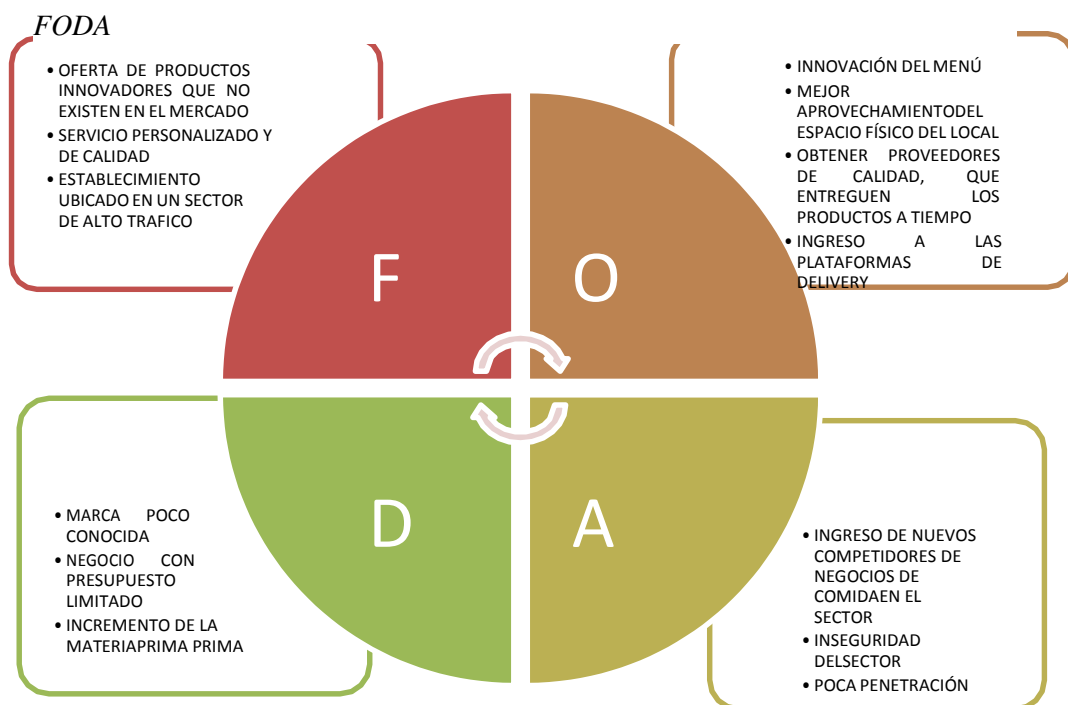 FODA
• OFERTA DE PRODUCTOS
INNOVADORES QUE NO
EXISTEN EN EL MERCADO
• SERVICIO PERSONALIZADO Y
DE CALIDAD
• ESTABLECIMIENTO
UBICADO EN UN SECTOR
DE ALTO TRAFICO
• INNOVACIÓN DEL MENÚ
• MEJOR
APROVECHAMIENTODEL
ESPACIO FÍSICO DEL LOCAL
• OBTENER PROVEEDORES
DE CALIDAD, QUE
ENTREGUEN LOS
PRODUCTOS A TIEMPO
• INGRESO A LAS
PLATAFORMAS DE
DELIVERY
F
O
D
A
• MARCA POCO
CONOCIDA
• NEGOCIO CON
PRESUPUESTO
LIMITADO
• INCREMENTO DE LA
MATERIAPRIMA PRIMA
• INGRESO DE NUEVOS
COMPETIDORES DE
NEGOCIOS DE
COMIDAEN EL
SECTOR
• INSEGURIDAD
DELSECTOR
• POCA PENETRACIÓN